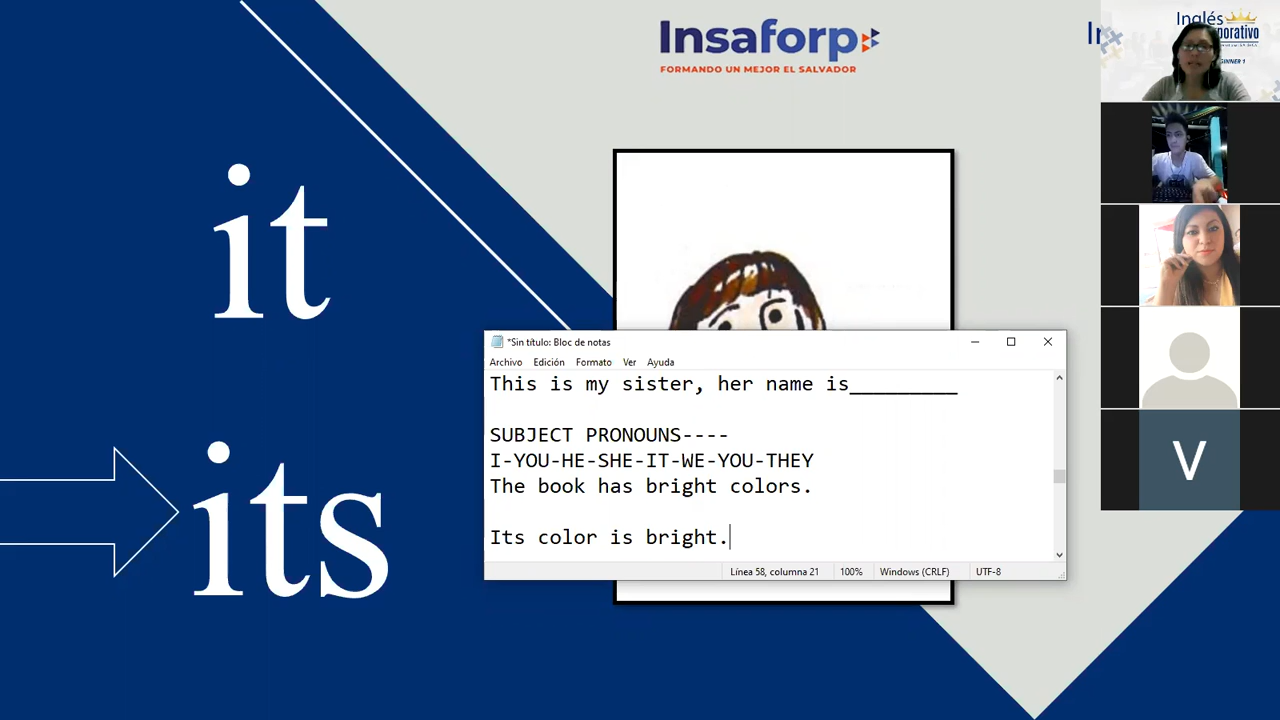 Insaforp
FORMANDO UN MEJOR EL SALVADOR
Inglés
it
its
*Sin título: Bloc de notas
Archivo Edición Formato Ver Ayuda
This is my sister, her name is_________
SUBJECT PRONOUNS----
I-YOU-HE-SHE-IT-WE-YOU-THEY
The book has bright colors.
Its color is bright.
Línea 58, columna 21 100% Windows (CRLF) UTF-8
V